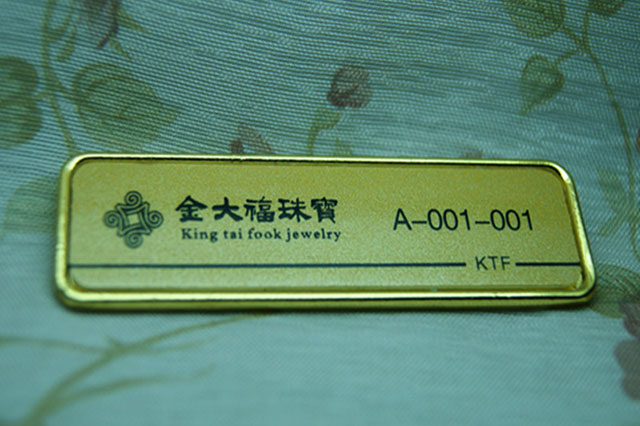 金大福珠寶
King tai fook jewelry
A-001-001
KTF